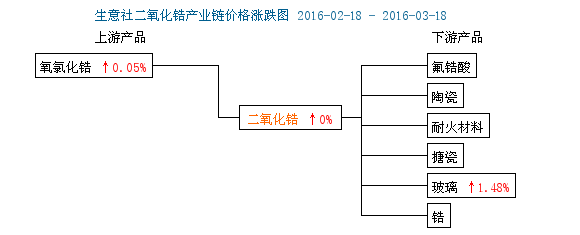 生意社二氧化锆产业链价格涨跌图 2016-02-18 - 2016-03-18
上游产品 下游产品
氧氯化锆 ↑0.05%
氟锆酸
陶瓷
二氧化锆 ↑0%
耐火材料
搪瓷
玻璃 ↑1.48%
锆